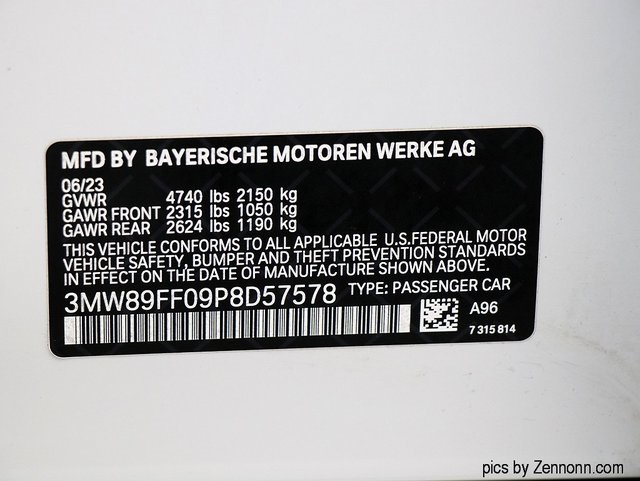 MFD BY BAYERISCHE MOTOREN WERKE AG
06/23
GVWR 4740 lbs 2150 kg
GAWR FRONT 2315 lbs 1050 kg
GAWR REAR 2624 lbs 1190 kg
THIS VEHICLE CONFORMS TO ALL APPLICABLE U.S.FEDERAL MOTOR
VEHICLE SAFETY, BUMPER AND THEFT PREVENTION STANDARDS
IN EFFECT ON THE DATE OF MANUFACTURE SHOWN ABOVE.
3MW89FF09P8D57578 TYPE: PASSENGER CAR
A96
7 315 814
pics by Zennonn.com